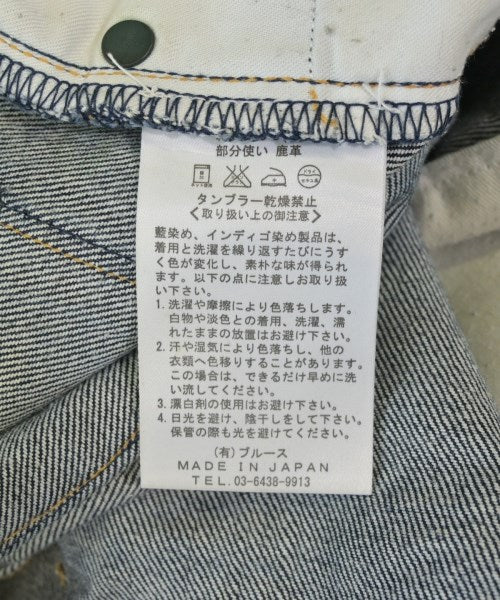 部分使い 鹿革
タンブラー乾燥禁止
〈取り扱い上の御注意〉
藍染め、インディゴ染め製品は、
着用と洗濯を繰り返すたびにうす
く色が変化し、素朴な味が得られ
ます。以下の点に注意しお取り扱
い下さい。
1. 洗濯や摩擦により色落ちします。
白物や淡色との着用、洗濯、濡
れたままの放置はお避け下さい。
2. 汗や湿気により色落ちし、他の
衣類へ色移りすることがあります。
この場合は、できるだけ早めに洗
い流してください。
3. 漂白剤の使用はお避け下さい。
4. 日光を避け、陰干しをして下さい。
保管の際も光を避けてください。
(有) ブルース
MADE IN JAPAN
TEL. 03-6438-9913